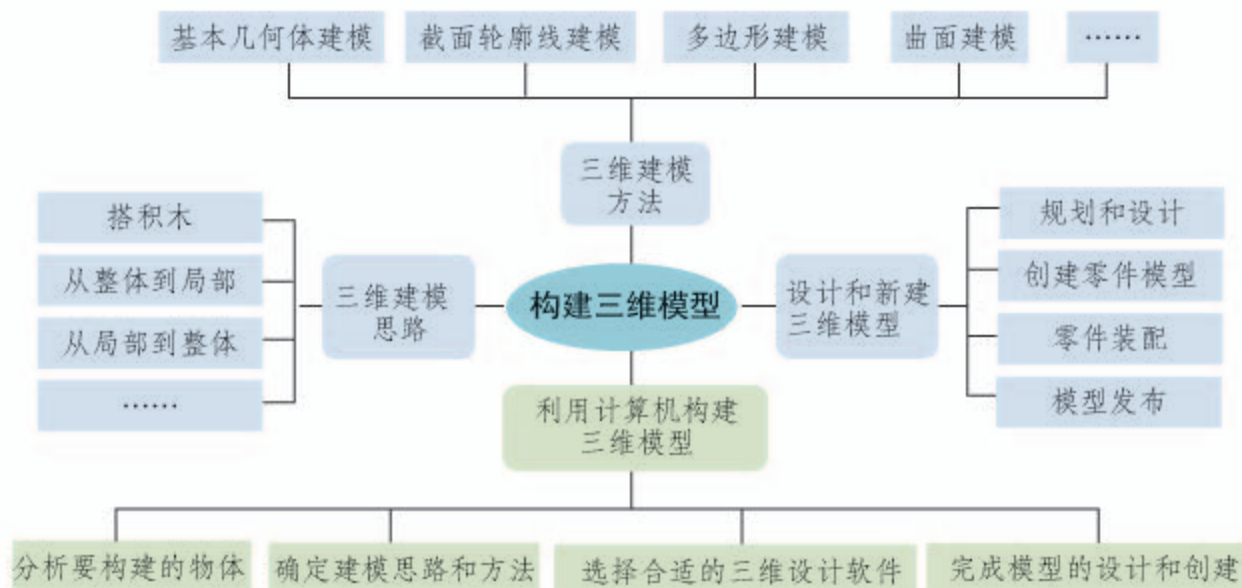 基本几何体建模
截面轮廓线建模
多边形建模
曲面建模
……
三维建模
方法
搭积木
从整体到局部
从局部到整体
……
三维建模
思路
构建三维模型
设计和新建
三维模型
规划和设计
创建零件模型
零件装配
模型发布
利用计算机构建
三维模型
分析要构建的物体
确定建模思路和方法
选择合适的三维设计软件
完成模型的设计和创建